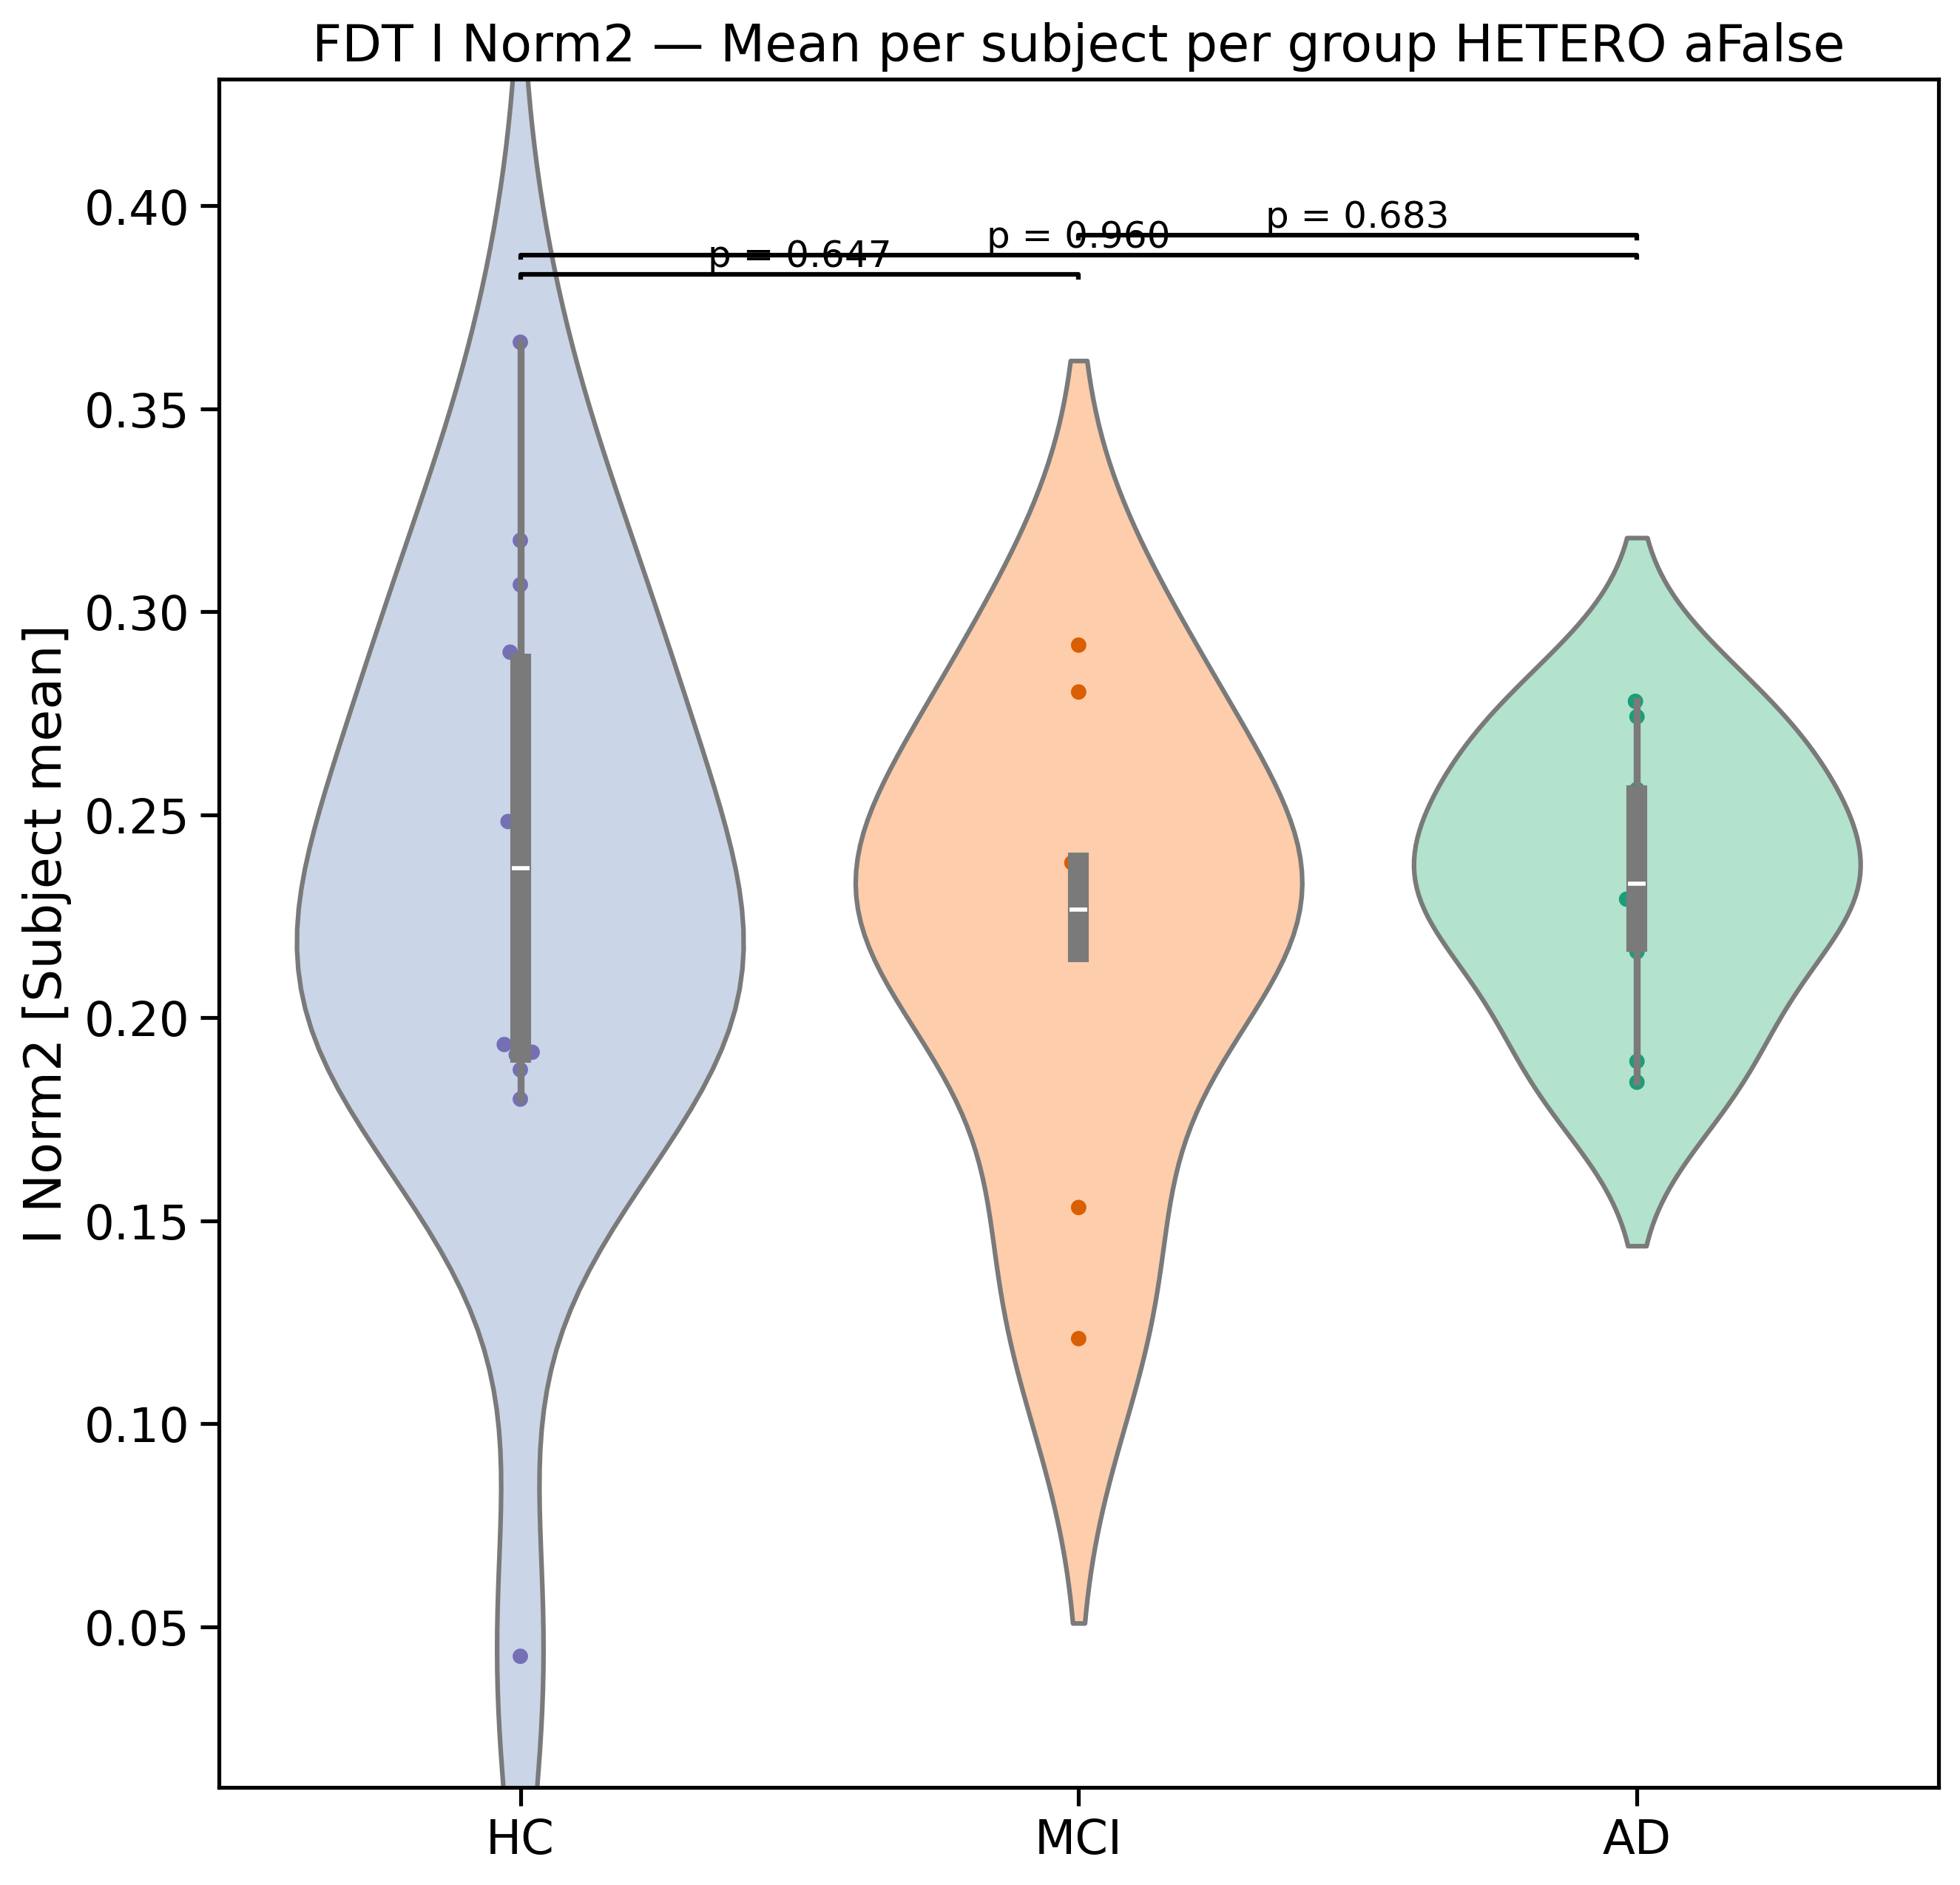 FDT I Norm2 — Mean per subject per group HETERO aFalse
p = 0.683
p = 0.960
p = 0.647
I Norm2 [subject mean]
0.40
0.35
0.30
0.25
0.20
0.15
0.10
0.05
HC MCI AD